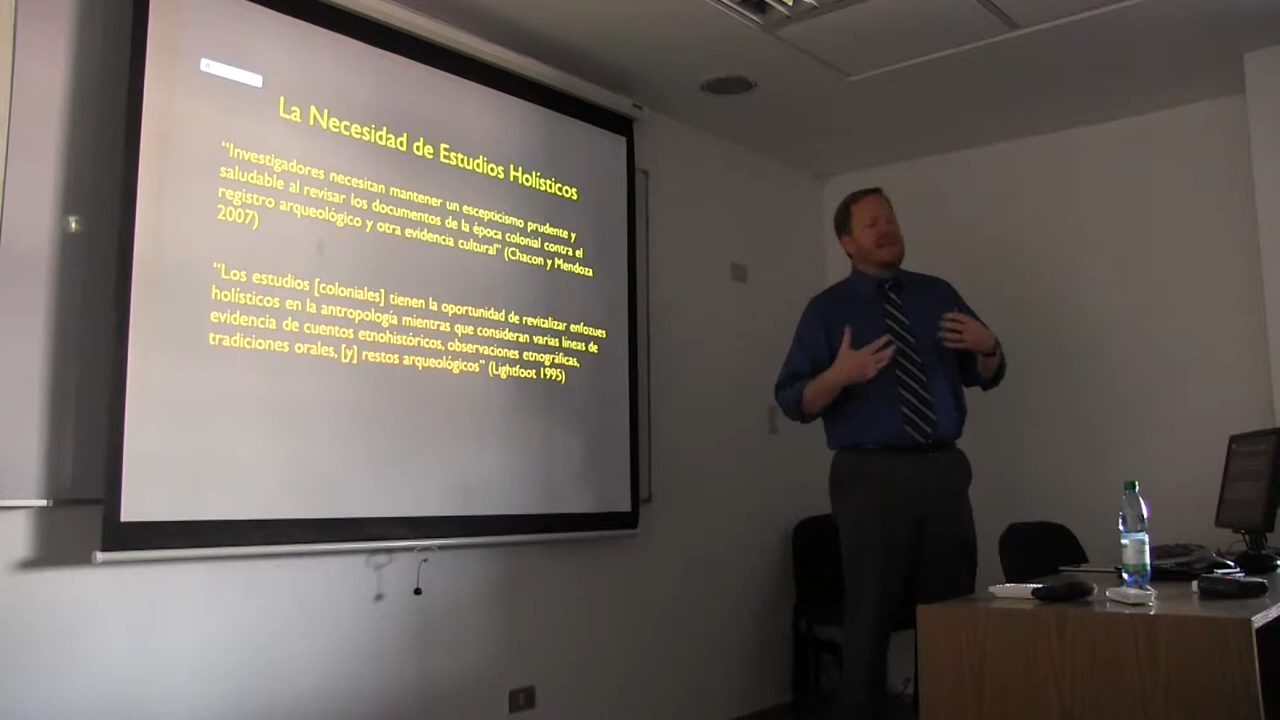 La Necesidad de Estudios Holísticos
“Investigadores necesitan mantener un escepticismo prudente y
saludable al revisar los documentos de la época colonial contra el
registro arqueológico y otra evidencia cultural” (Chacon y Mendoza
2007)
“Los estudios [coloniales] tienen la oportunidad de revitalizar enfozues
holísticos en la antropología mientras que consideran varias líneas de
evidencia de cuentos etnohistóricos, observaciones etnográficas,
tradiciones orales, [y] restos arqueológicos” (Lightfoot 1995)